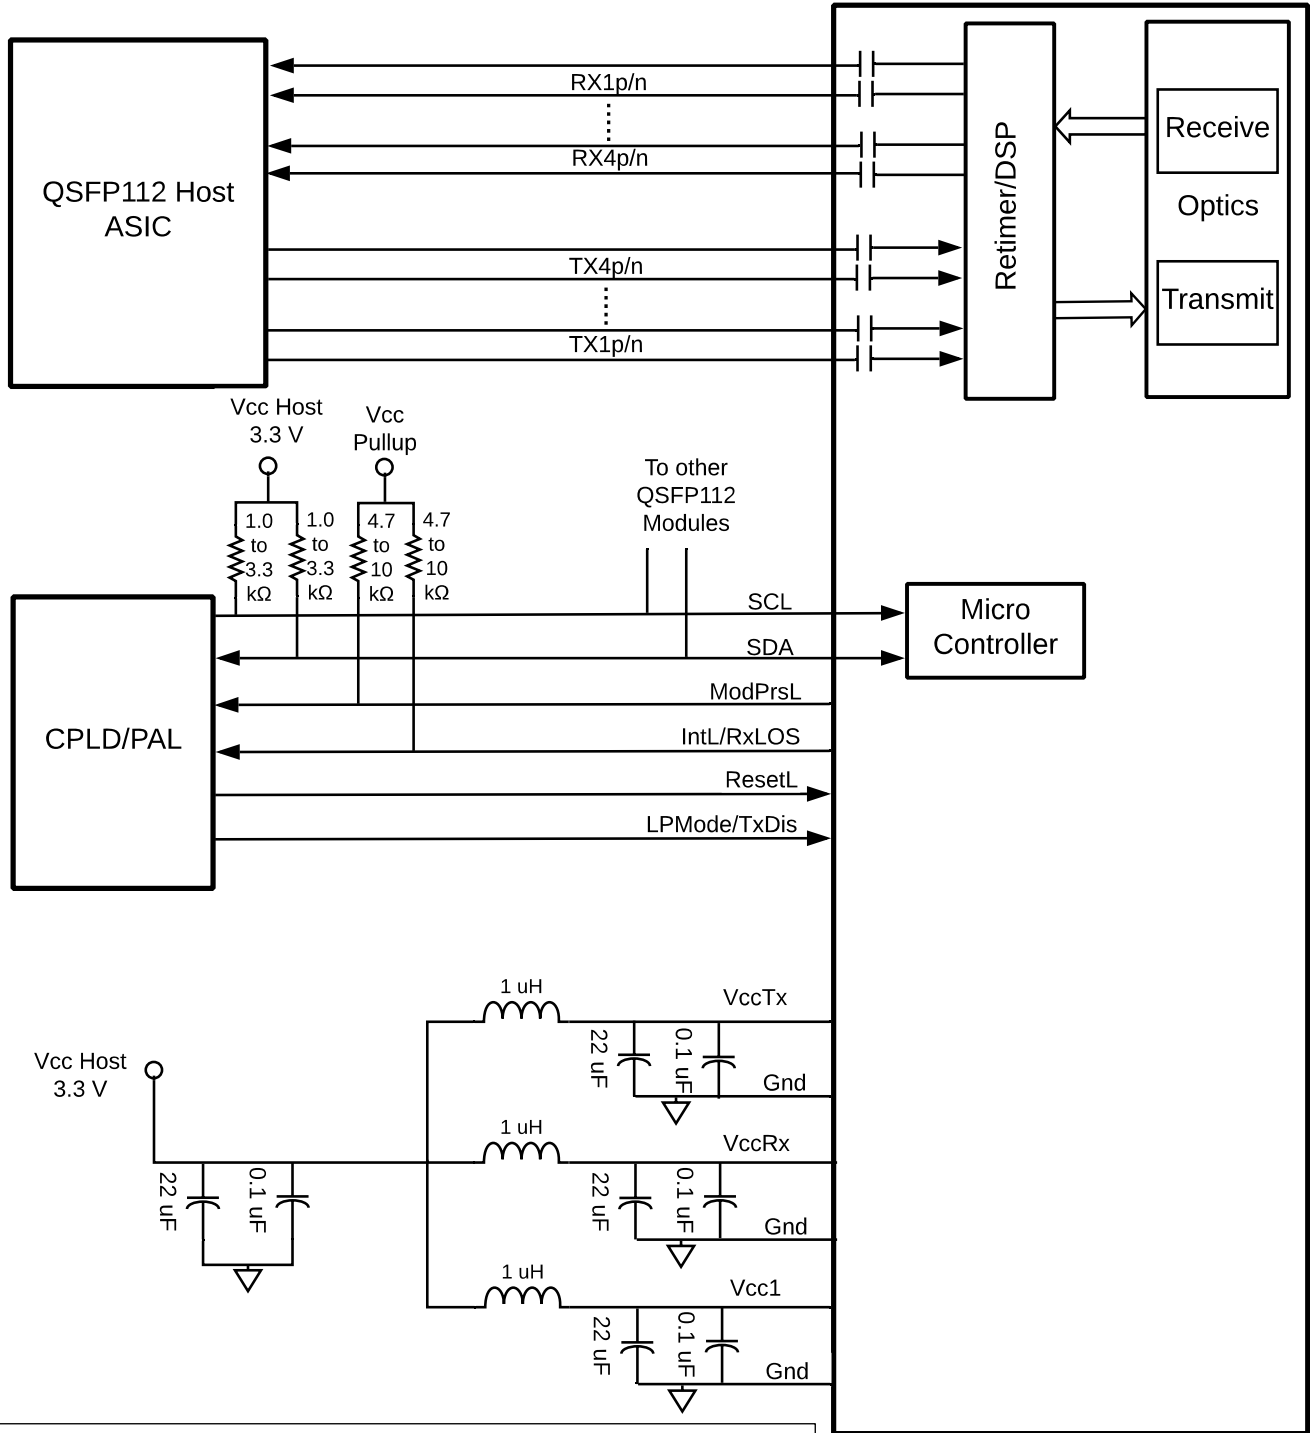 RX1p/n
RX4p/n
QSFP112 Host
ASIC
TX4p/n
TX1p/n
Retimer/DSP
Receive
Optics
Transmit
Vcc Host
3.3 V
Vcc
Pullup
1.0
to
3.3
kΩ
1.0
to
3.3
kΩ
4.7
to
10
kΩ
4.7
to
10
kΩ
To other
QSFP112
Modules
SCL
SDA
ModPrsL
IntL/RxLOS
ResetL
LPMode/TxDis
CPLD/PAL
Micro
Controller
Vcc Host
3.3 V
22 uF
0.1 uF
1 uH
VccTx
22 uF
0.1 uF
Gnd
1 uH
VccRx
22 uF
0.1 uF
Gnd
1 uH
Vcc1
22 uF
0.1 uF
Gnd